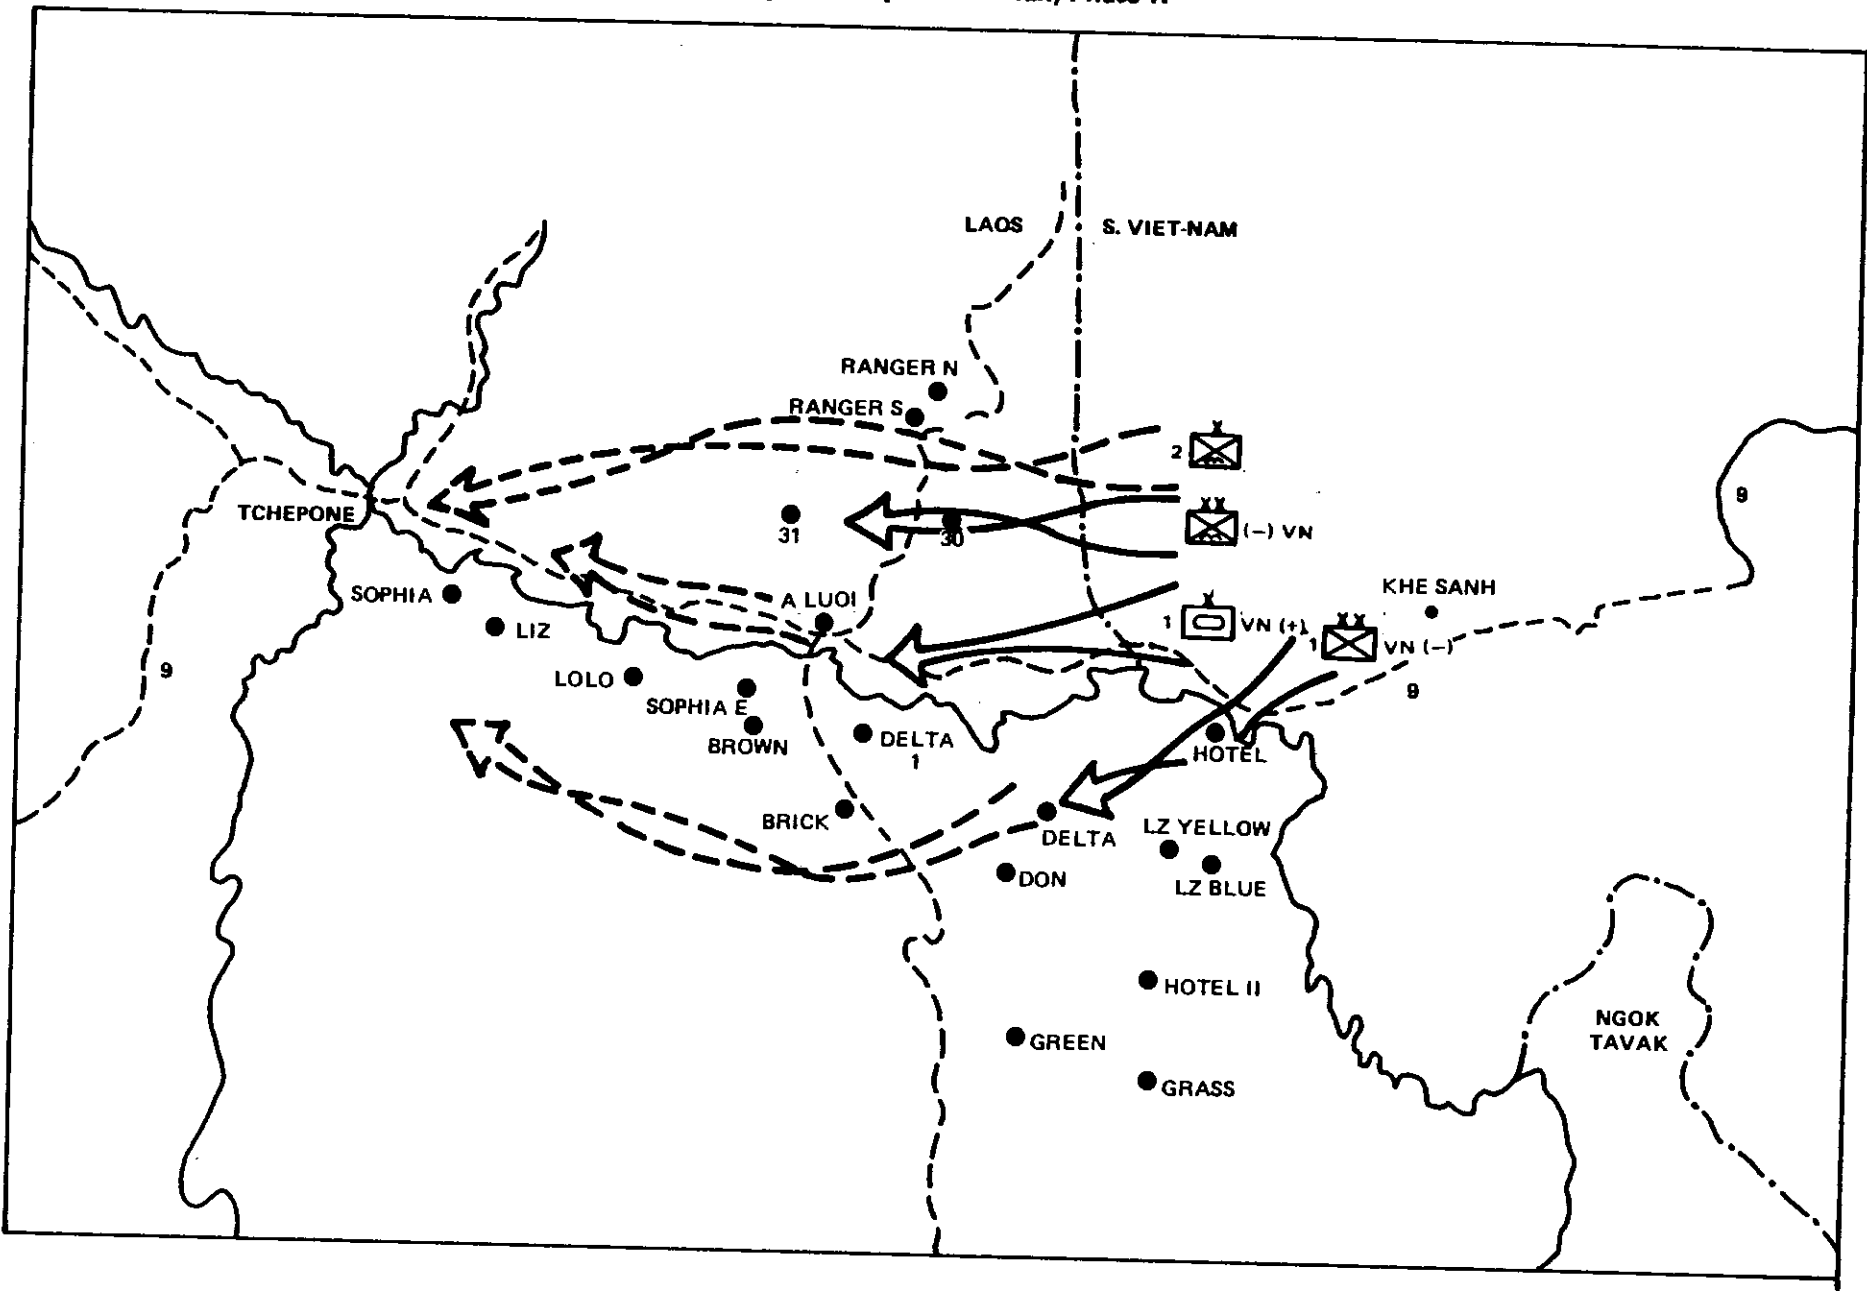 LAOS
S. VIET-NAM
RANGER N
RANGER S
X
2
XX
(−) VN
TCHEPONE
31
30
9
KHE SANH
A LUOI
X
1
VN (+)
XX
1
VN (−)
SOPHIA
LIZ
9
LOLO
SOPHIA E
BROWN
DELTA
1
HOTEL
9
BRICK
DELTA
LZ YELLOW
DON
LZ BLUE
HOTEL II
GREEN
GRASS
NGOK
TAVAK